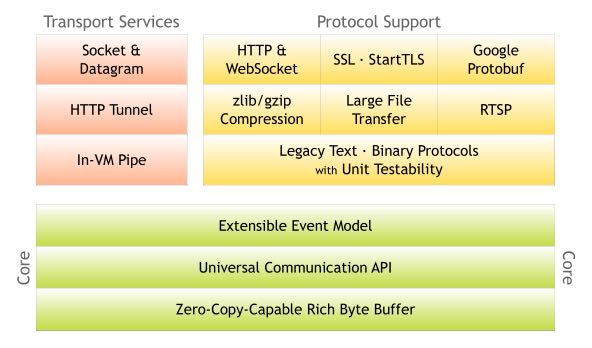 Transport Services
Protocol Support
Socket &
Datagram
HTTP Tunnel
In-VM Pipe
HTTP &
WebSocket
SSL · StartTLS
Google
Protobuf
zlib/gzip
Compression
Large File
Transfer
RTSP
Legacy Text · Binary Protocols
with Unit Testability
Core
Extensible Event Model
Universal Communication API
Zero-Copy-Capable Rich Byte Buffer
Core